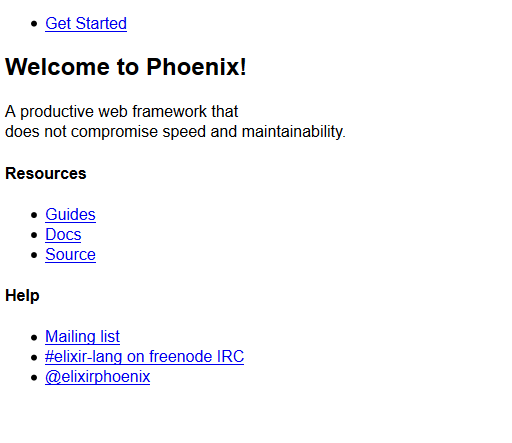 Get Started
Welcome to Phoenix!
A productive web framework that
does not compromise speed and maintainability.
Resources
Guides
Docs
Source
Help
Mailing list
#elixir-lang on freenode IRC
@elixirphoenix